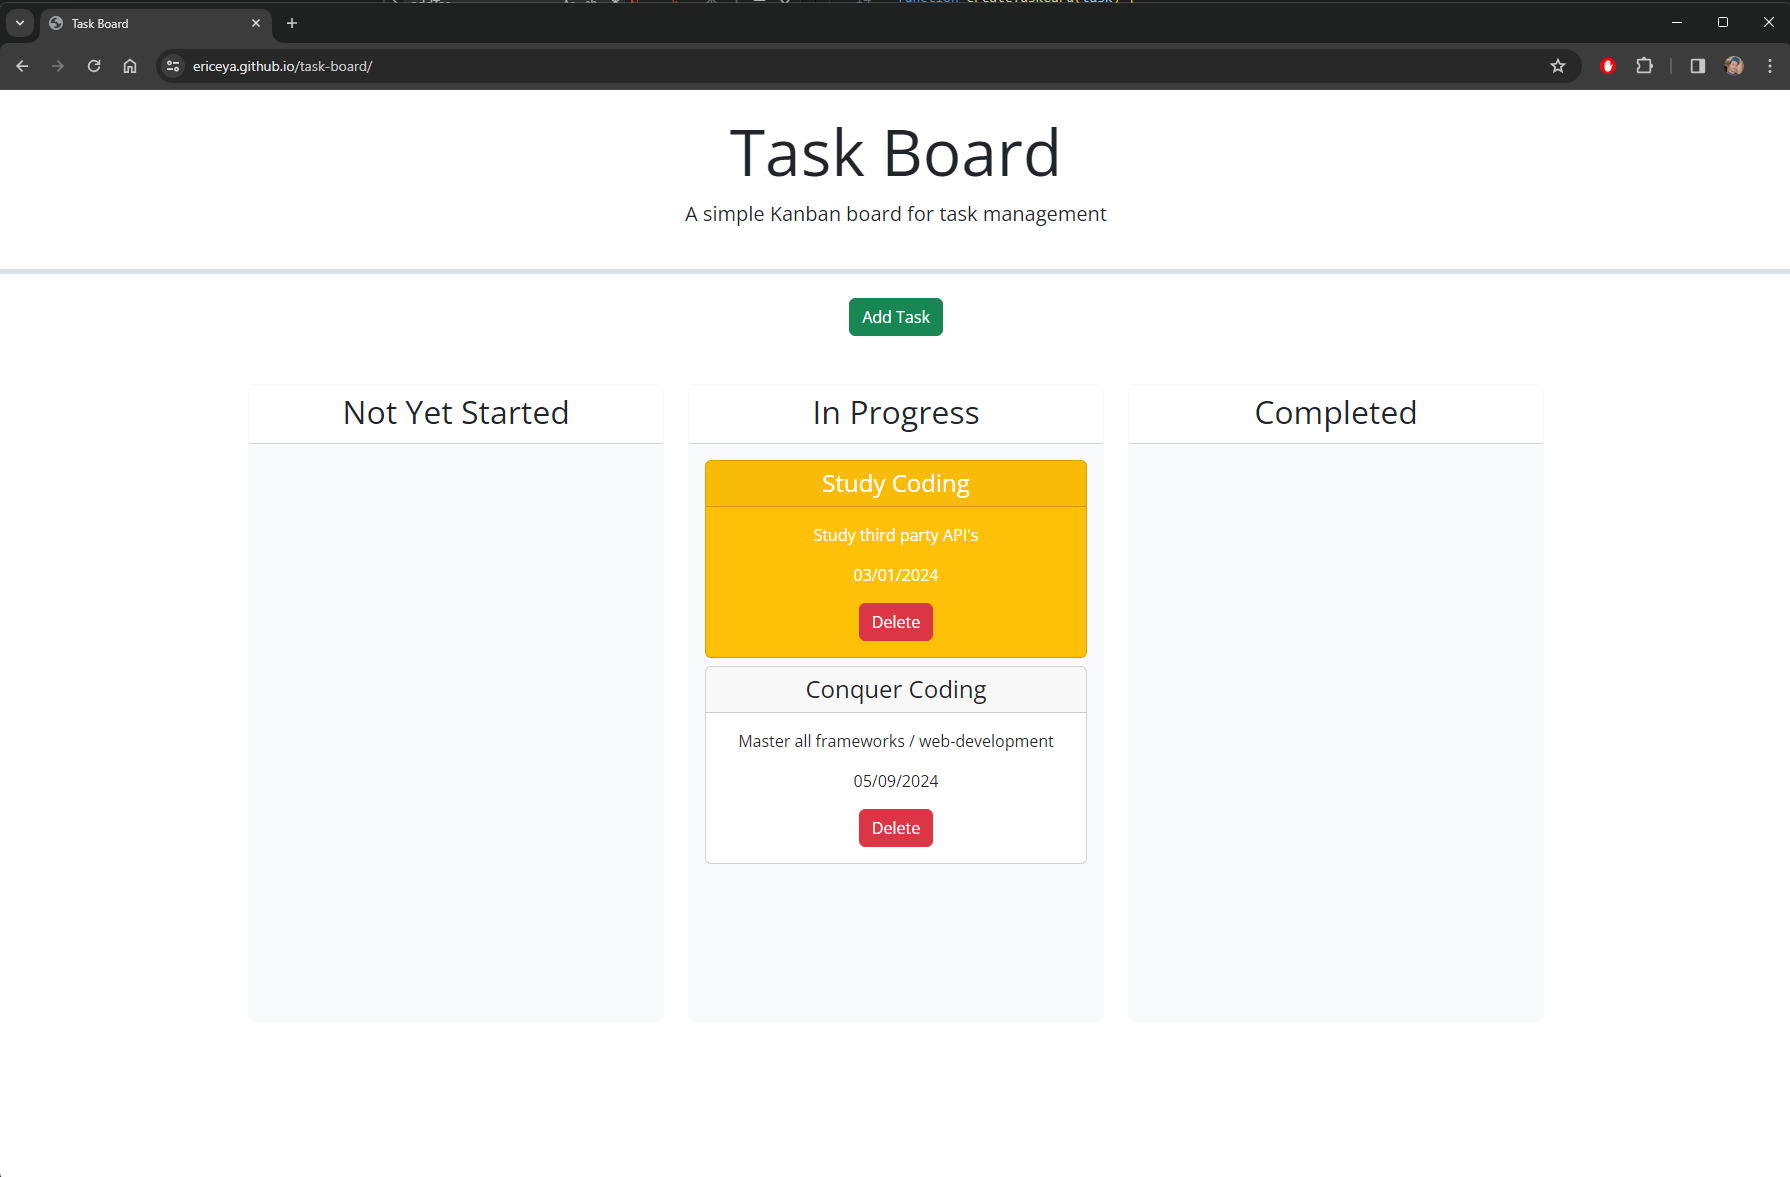 Task Board
ericeya.github.io/task-board/
Task Board
A simple Kanban board for task management
Add Task
Not Yet Started
In Progress
Completed
Study Coding
Study third party API's
03/01/2024
Delete
Conquer Coding
Master all frameworks / web-development
05/09/2024
Delete